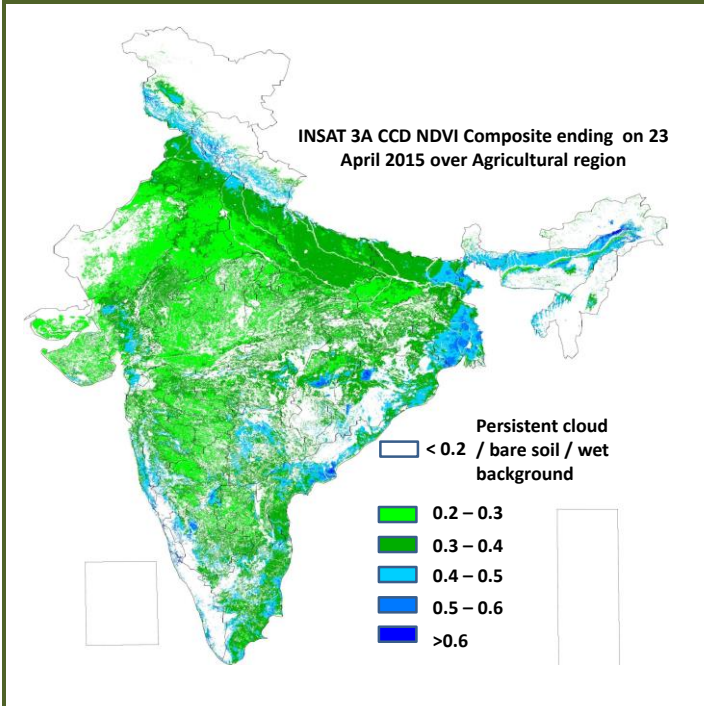 INSAT 3A CCD NDVI Composite ending on 23
April 2015 over Agricultural region
Persistent cloud
< 0.2 / bare soil / wet
background
0.2 – 0.3
0.3 – 0.4
0.4 – 0.5
0.5 – 0.6
>0.6